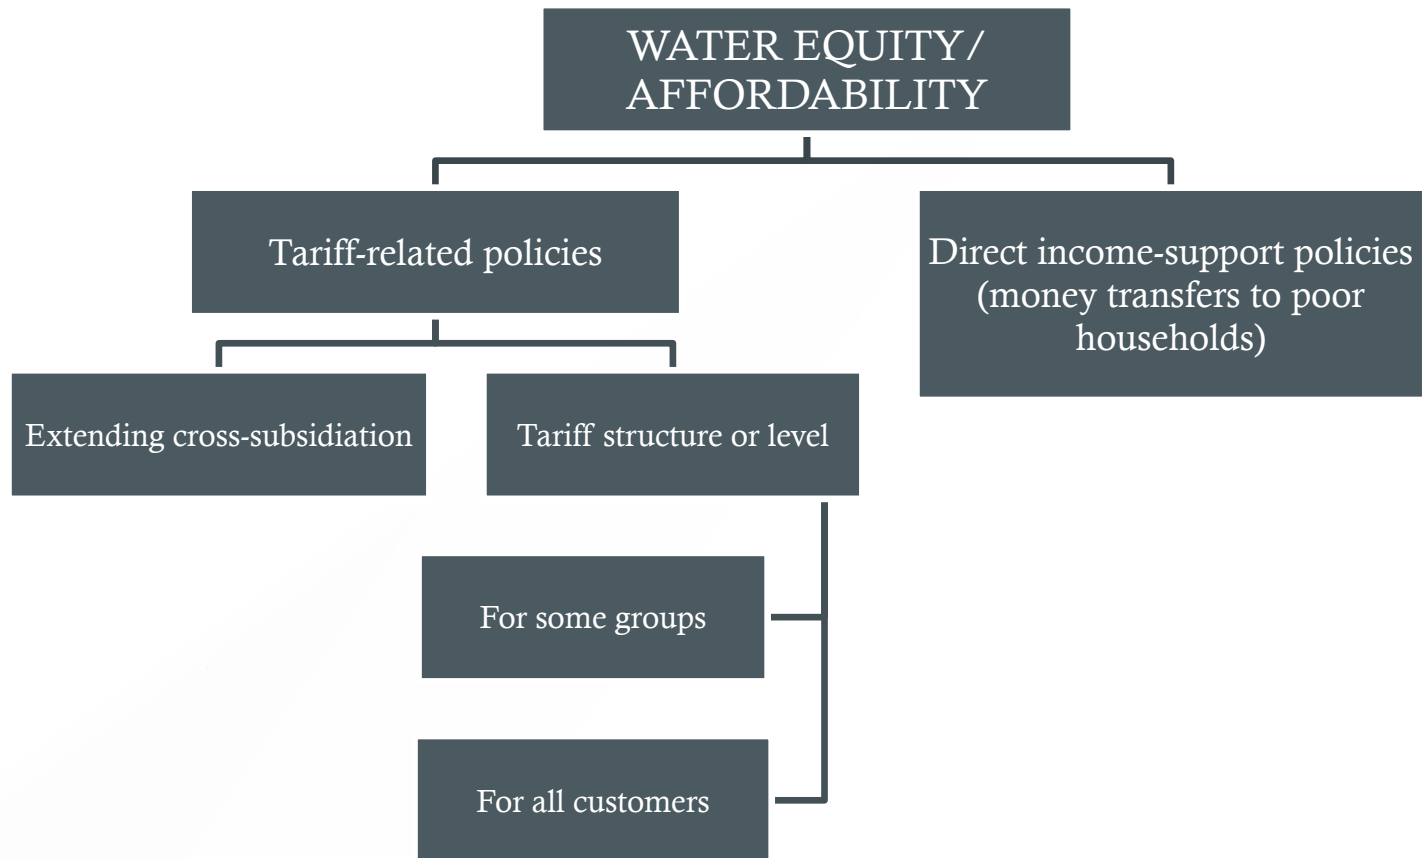 WATER EQUITY/
AFFORDABILITY
Tariff-related policies
Direct income-support policies
(money transfers to poor
households)
Extending cross-subsidiation
Tariff structure or level
For some groups
For all customers